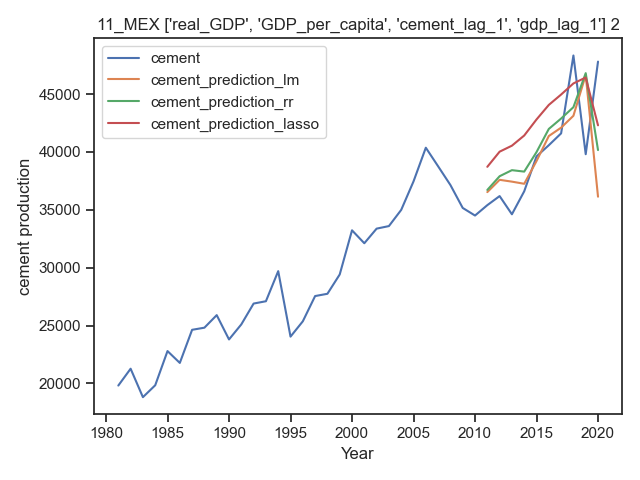 11_MEX ['real_GDP', 'GDP_per_capita', 'cement_lag_1', 'gdp_lag_1'] 2
cement
cement_prediction_lm
cement_prediction_rr
cement_prediction_lasso
45000
40000
35000
30000
25000
20000
cement production
1980 1985 1990 1995 2000 2005 2010 2015 2020
Year